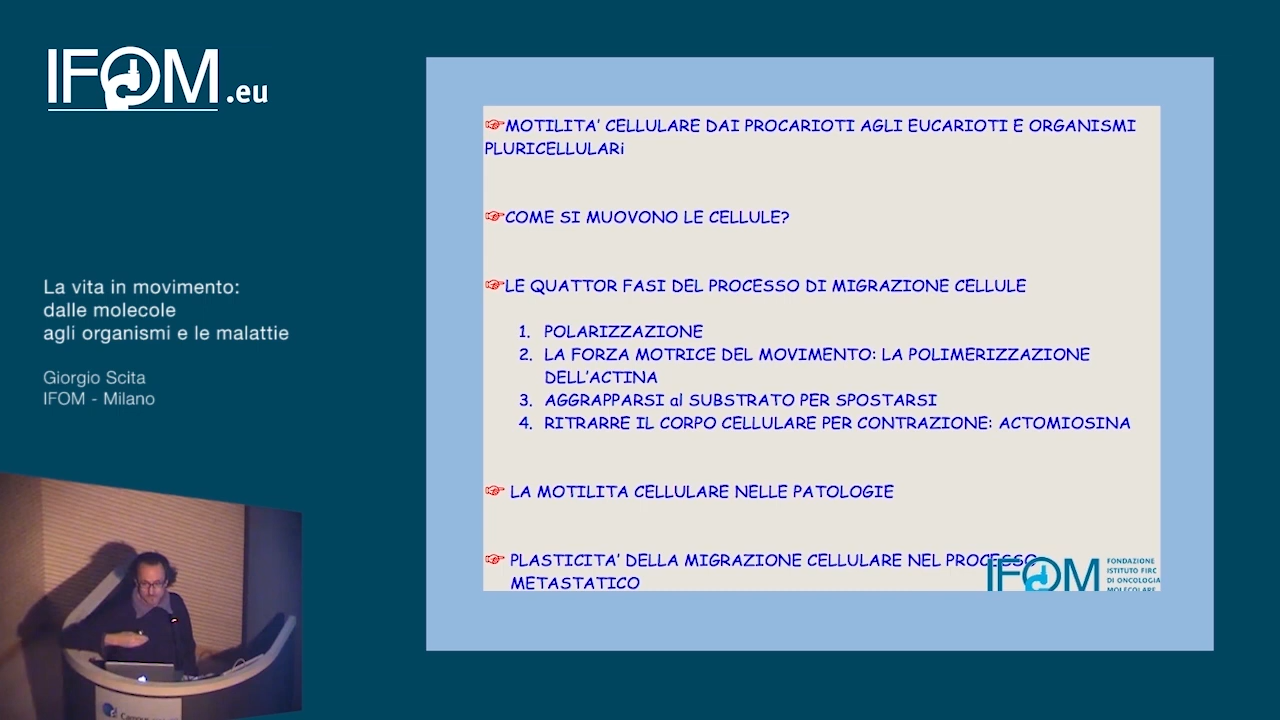 IFOM.eu
MOTILITA' CELLULARE DAI PROCARIOTI AGLI EUCARIOTI E ORGANISMI
PLURICELLULARi
COME SI MUOVONO LE CELLULE?
LE QUATTOR FASI DEL PROCESSO DI MIGRAZIONE CELLULE
1. POLARIZZAZIONE
2. LA FORZA MOTRICE DEL MOVIMENTO: LA POLIMERIZZAZIONE
DELL'ACTINA
3. AGGRAPPARSI al SUBSTRATO PER SPOSTARSI
4. RITRARRE IL CORPO CELLULARE PER CONTRAZIONE: ACTOMIOSINA
LA MOTILITA CELLULARE NELLE PATOLOGIE
PLASTICITA' DELLA MIGRAZIONE CELLULARE NEL PROCESSO
METASTATICO
IFOM
FONDAZIONE
ISTITUTO FIRC
DI ONCOLOGIA
MOLECOLARE
La vita in movimento:
dalle molecole
agli organismi e le malattie
Giorgio Scita
IFOM - Milano